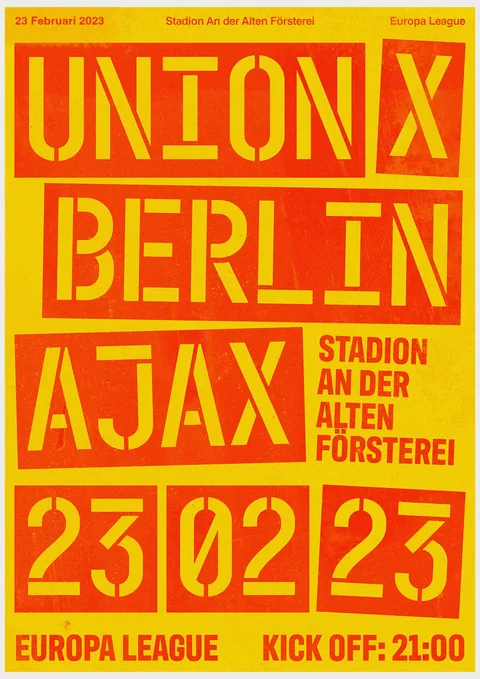 23 Februari 2023 Stadion An der Alten Försterei Europa League
UNION X
BERLIN
AJAX
STADION
AN DER
ALTEN
FÖRSTEREI
23 02 23
EUROPA LEAGUE KICK OFF: 21:00